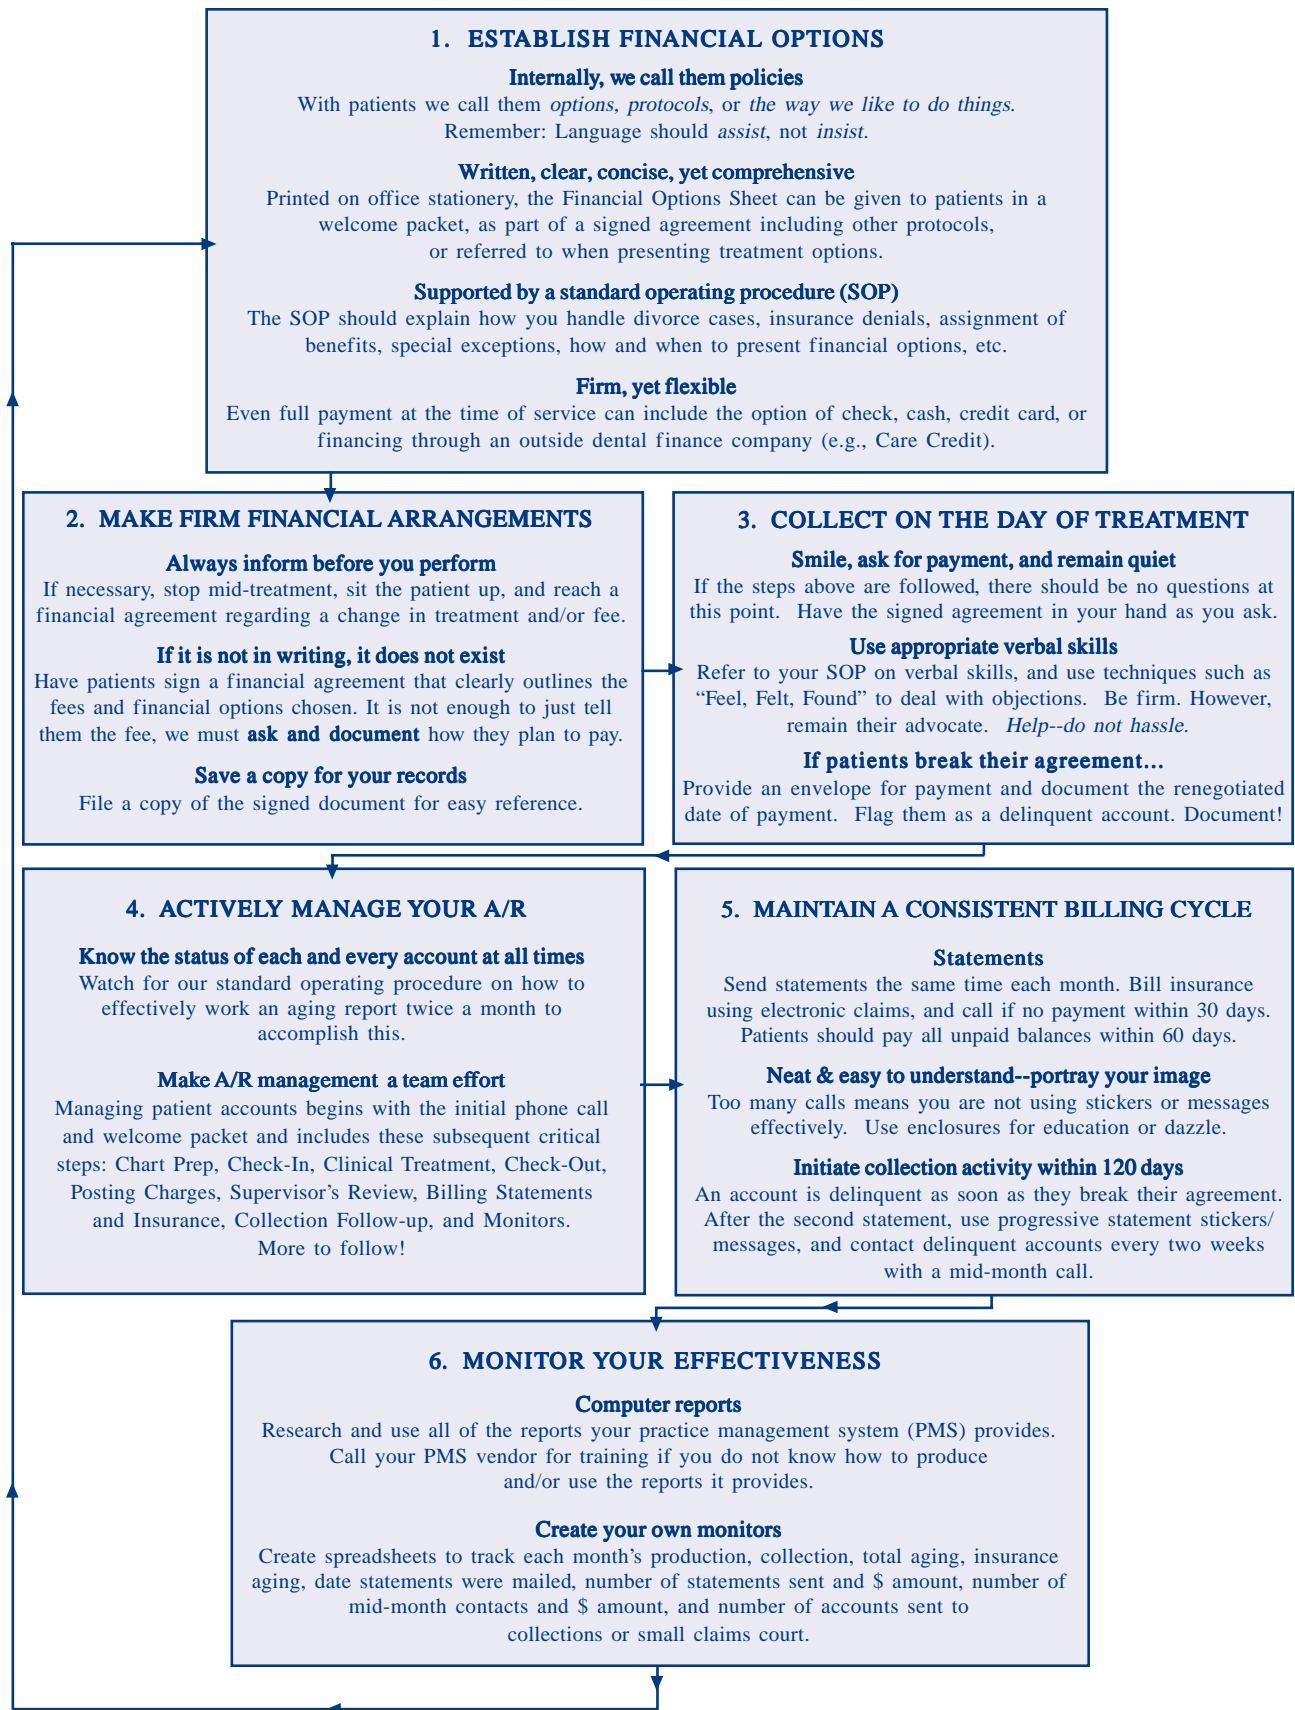 1. ESTABLISH FINANCIAL OPTIONS
Internally, we call them policies
With patients we call them options, protocols, or the way we like to do things.
Remember: Language should assist, not insist.
Written, clear, concise, yet comprehensive
Printed on office stationery, the Financial Options Sheet can be given to patients in a
welcome packet, as part of a signed agreement including other protocols,
or referred to when presenting treatment options.
Supported by a standard operating procedure (SOP)
The SOP should explain how you handle divorce cases, insurance denials, assignment of
benefits, special exceptions, how and when to present financial options, etc.
Firm, yet flexible
Even full payment at the time of service can include the option of check, cash, credit card, or
financing through an outside dental finance company (e.g., Care Credit).
2. MAKE FIRM FINANCIAL ARRANGEMENTS
Always inform before you perform
If necessary, stop mid-treatment, sit the patient up, and reach a
financial agreement regarding a change in treatment and/or fee.
If it is not in writing, it does not exist
Have patients sign a financial agreement that clearly outlines the
fees and financial options chosen. It is not enough to just tell
them the fee, we must ask and document how they plan to pay.
Save a copy for your records
File a copy of the signed document for easy reference.
3. COLLECT ON THE DAY OF TREATMENT
Smile, ask for payment, and remain quiet
If the steps above are followed, there should be no questions at
this point. Have the signed agreement in your hand as you ask.
Use appropriate verbal skills
Refer to your SOP on verbal skills, and use techniques such as
“Feel, Felt, Found” to deal with objections. Be firm. However,
remain their advocate. Help--do not hassle.
If patients break their agreement...
Provide an envelope for payment and document the renegotiated
date of payment. Flag them as a delinquent account. Document!
4. ACTIVELY MANAGE YOUR A/R
Know the status of each and every account at all times
Watch for our standard operating procedure on how to
effectively work an aging report twice a month to
accomplish this.
Make A/R management a team effort
Managing patient accounts begins with the initial phone call
and welcome packet and includes these subsequent critical
steps: Chart Prep, Check-In, Clinical Treatment, Check-Out,
Posting Charges, Supervisor’s Review, Billing Statements
and Insurance, Collection Follow-up, and Monitors.
More to follow!
5. MAINTAIN A CONSISTENT BILLING CYCLE
Statements
Send statements the same time each month. Bill insurance
using electronic claims, and call if no payment within 30 days.
Patients should pay all unpaid balances within 60 days.
Neat & easy to understand--portray your image
Too many calls means you are not using stickers or messages
effectively. Use enclosures for education or dazzle.
Initiate collection activity within 120 days
An account is delinquent as soon as they break their agreement.
After the second statement, use progressive statement stickers/
messages, and contact delinquent accounts every two weeks
with a mid-month call.
6. MONITOR YOUR EFFECTIVENESS
Computer reports
Research and use all of the reports your practice management system (PMS) provides.
Call your PMS vendor for training if you do not know how to produce
and/or use the reports it provides.
Create your own monitors
Create spreadsheets to track each month’s production, collection, total aging, insurance
aging, date statements were mailed, number of statements sent and $ amount, number of
mid-month contacts and $ amount, and number of accounts sent to
collections or small claims court.